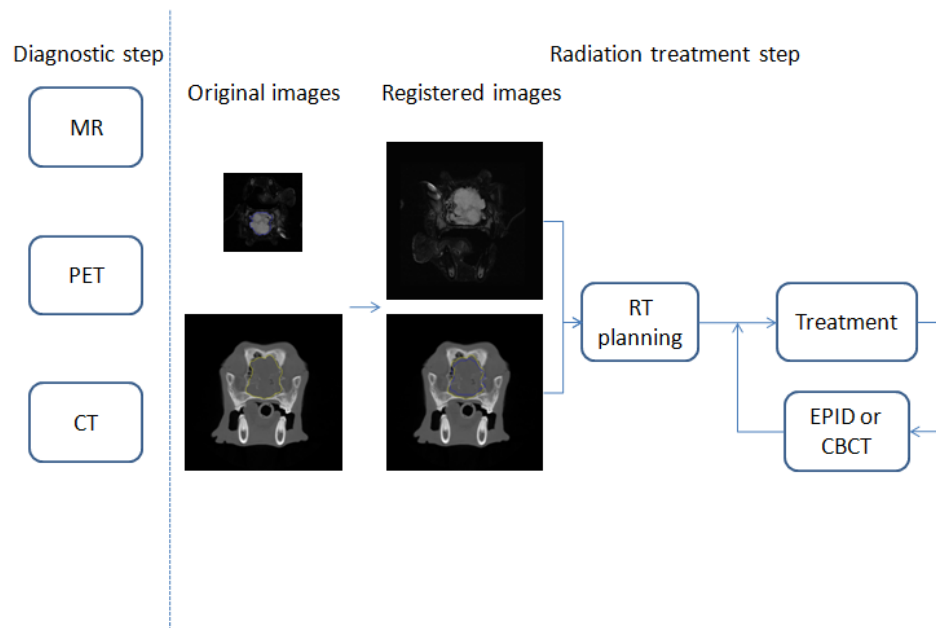 Diagnostic step
Radiation treatment step
Original images
Registered images
MR
PET
CT
RT
planning
Treatment
EPID or
CBCT